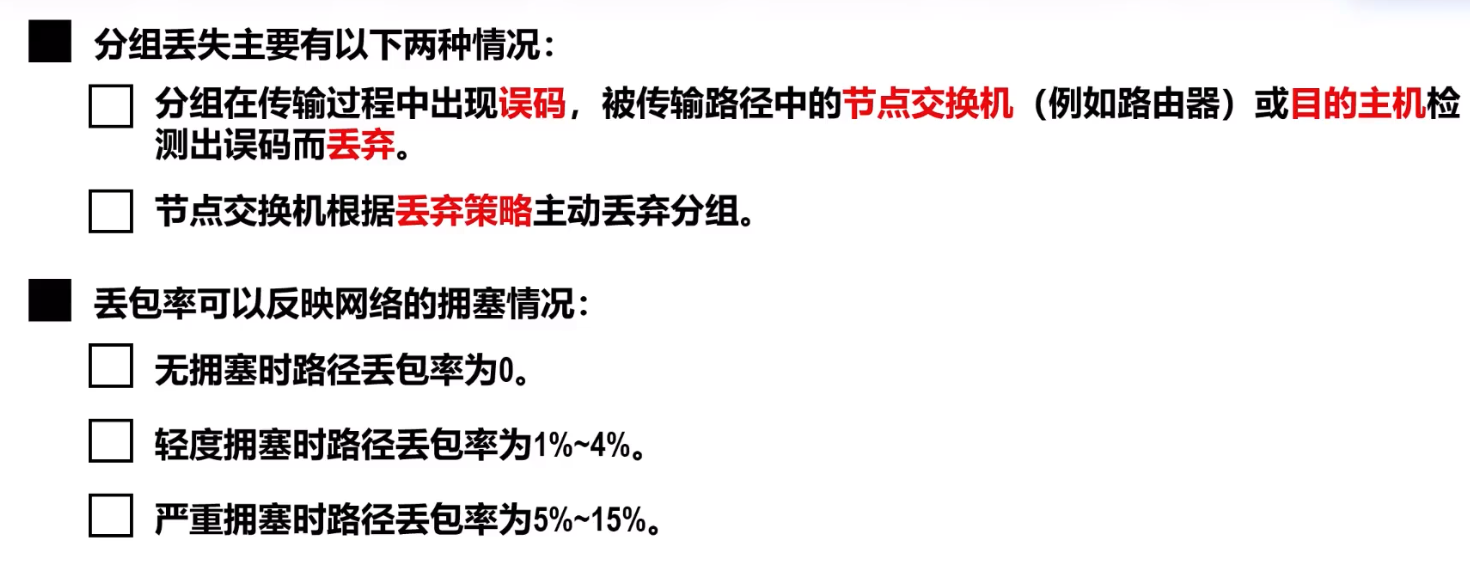 分组丢失主要有以下两种情况：
分组在传输过程中出现误码，被传输路径中的节点交换机（例如路由器）或目的主机检
测出误码而丢弃。
节点交换机根据丢弃策略主动丢弃分组。
丢包率可以反映网络的拥塞情况：
无拥塞时路径丢包率为0。
轻度拥塞时路径丢包率为1%~4%。
严重拥塞时路径丢包率为5%~15%。